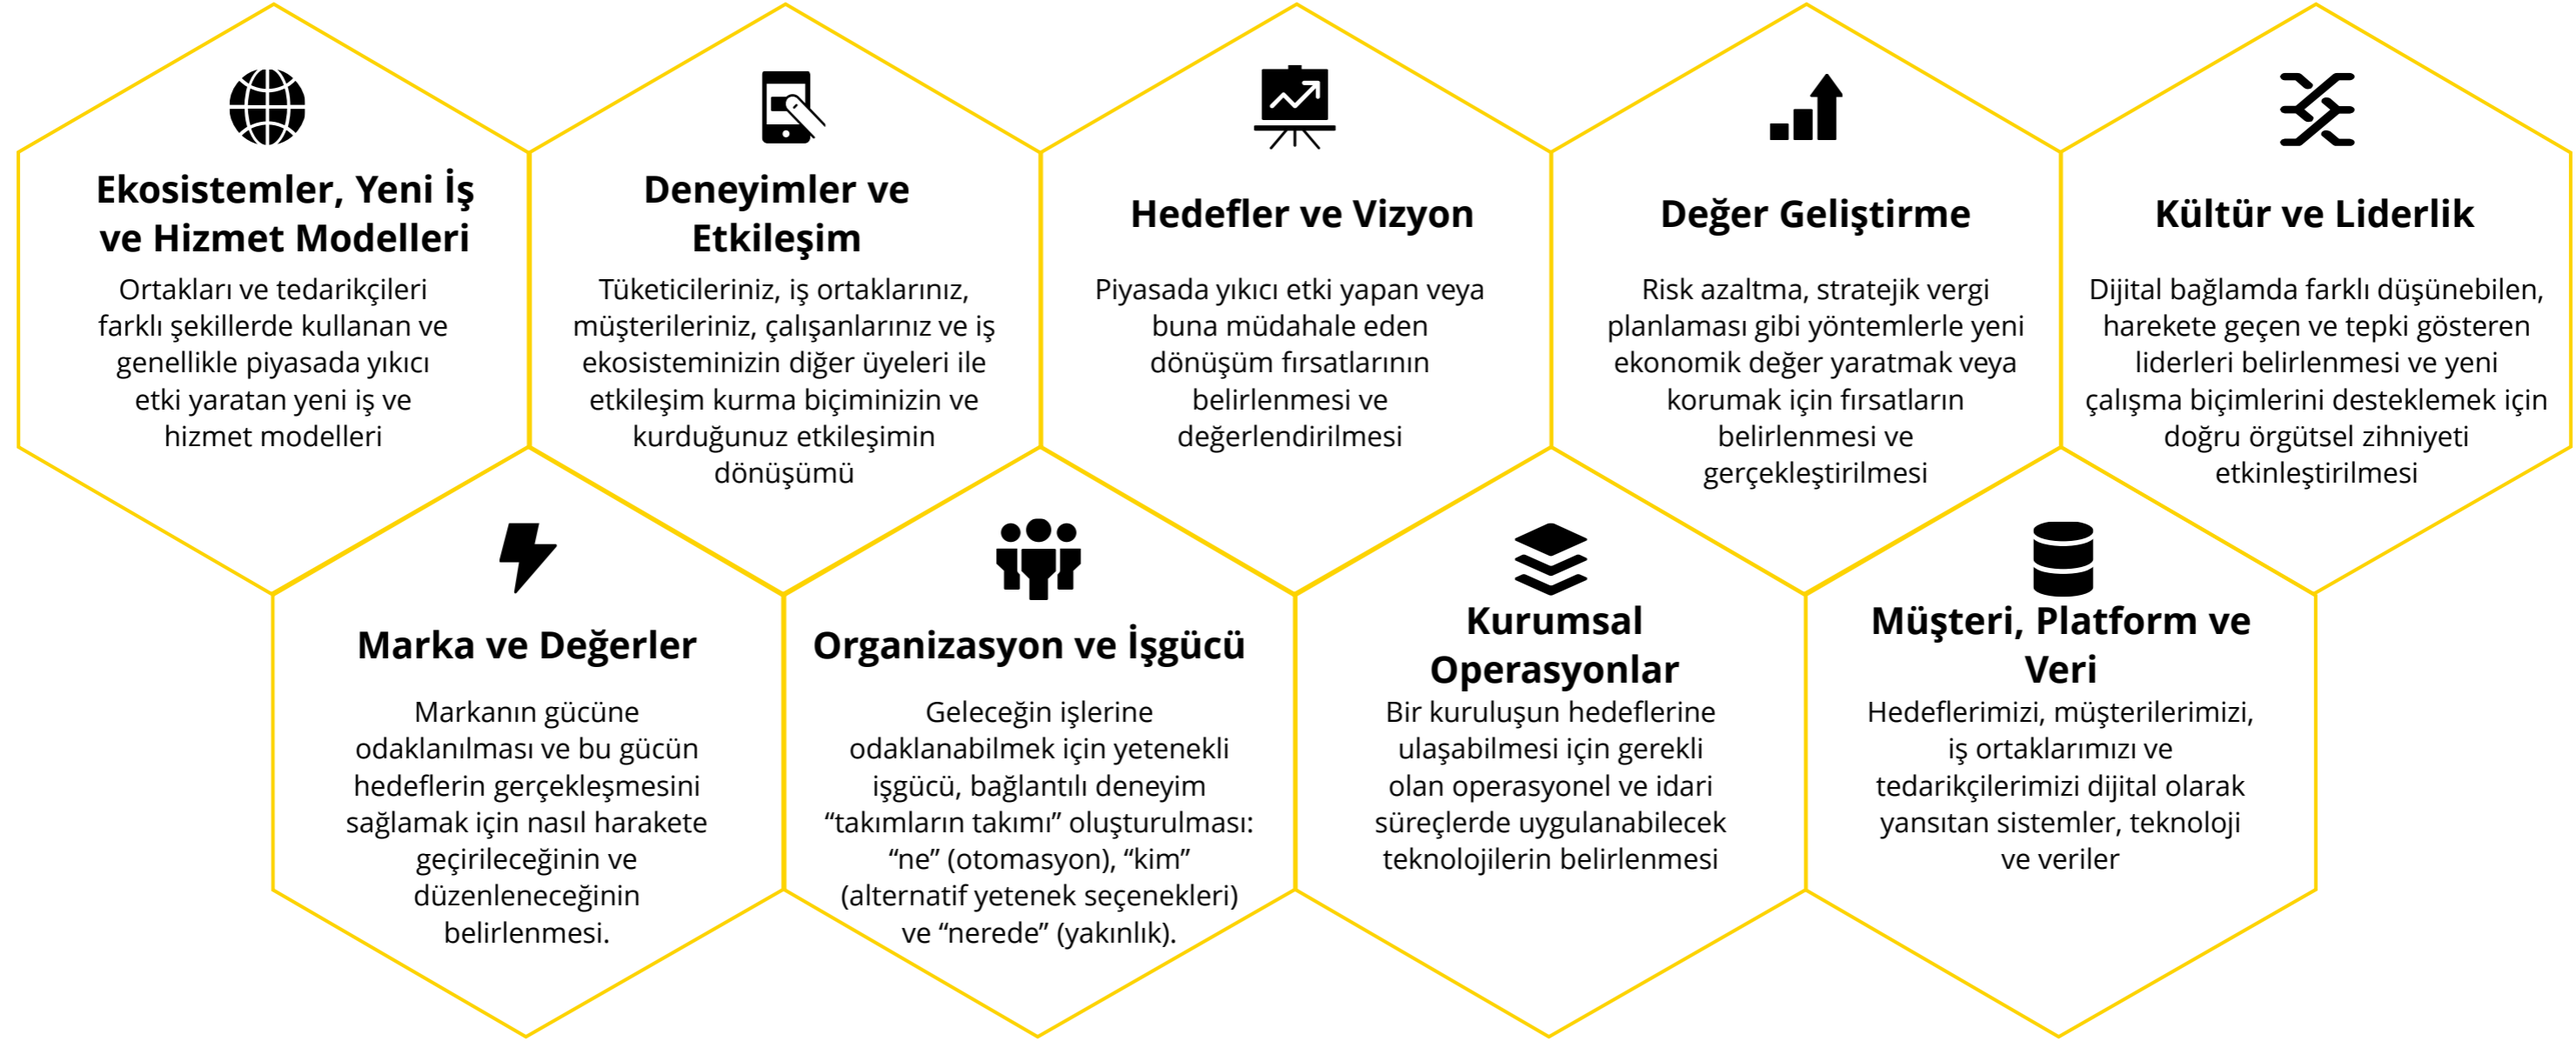 Ekosistemler, Yeni İş
ve Hizmet Modelleri
Ortakları ve tedarikçileri
farklı şekillerde kullanan ve
genellikle piyasada yıkıcı
etki yaratan yeni iş ve
hizmet modelleri
Deneyimler ve
Etkileşim
Tüketicileriniz, iş ortaklarınız,
müşterileriniz, çalışanlarınız ve iş
ekosisteminizin diğer üyeleri ile
etkileşim kurma biçiminizin ve
kurduğunuz etkileşimin
dönüşümü
Hedefler ve Vizyon
Piyasada yıkıcı etki yapan veya
buna müdahale eden
dönüşüm fırsatlarının
belirlenmesi ve
değerlendirilmesi
Değer Geliştirme
Risk azaltma, stratejik vergi
planlaması gibi yöntemlerle yeni
ekonomik değer yaratmak veya
korumak için fırsatların
belirlenmesi ve
gerçekleştirilmesi
Kültür ve Liderlik
Dijital bağlamda farklı düşünebilen,
harekete geçen ve tepki gösteren
liderleri belirlenmesi ve yeni
çalışma biçimlerini desteklemek için
doğru örgütsel zihniyeti
etkinleştirilmesi
Marka ve Değerler
Markanın gücüne
odaklanılması ve bu gücün
hedeflerin gerçekleşmesini
sağlamak için nasıl harakete
geçirileceğinin ve
düzenleneceğinin
belirlenmesi.
Organizasyon ve İşgücü
Geleceğin işlerine
odaklanabilmek için yetenekli
işgücü, bağlantılı deneyim
“takımların takımı” oluşturulması:
“ne” (otomasyon), “kim”
(alternatif yetenek seçenekleri)
ve “nerede” (yakınlık).
Kurumsal
Operasyonlar
Bir kuruluşun hedeflerine
ulaşabilmesi için gerekli
olan operasyonel ve idari
süreçlerde uygulanabilecek
teknolojilerin belirlenmesi
Müşteri, Platform ve
Veri
Hedeflerimizi, müşterilerimizi,
iş ortaklarımızı ve
tedarikçilerimizi dijital olarak
yansıtan sistemler, teknoloji
ve veriler